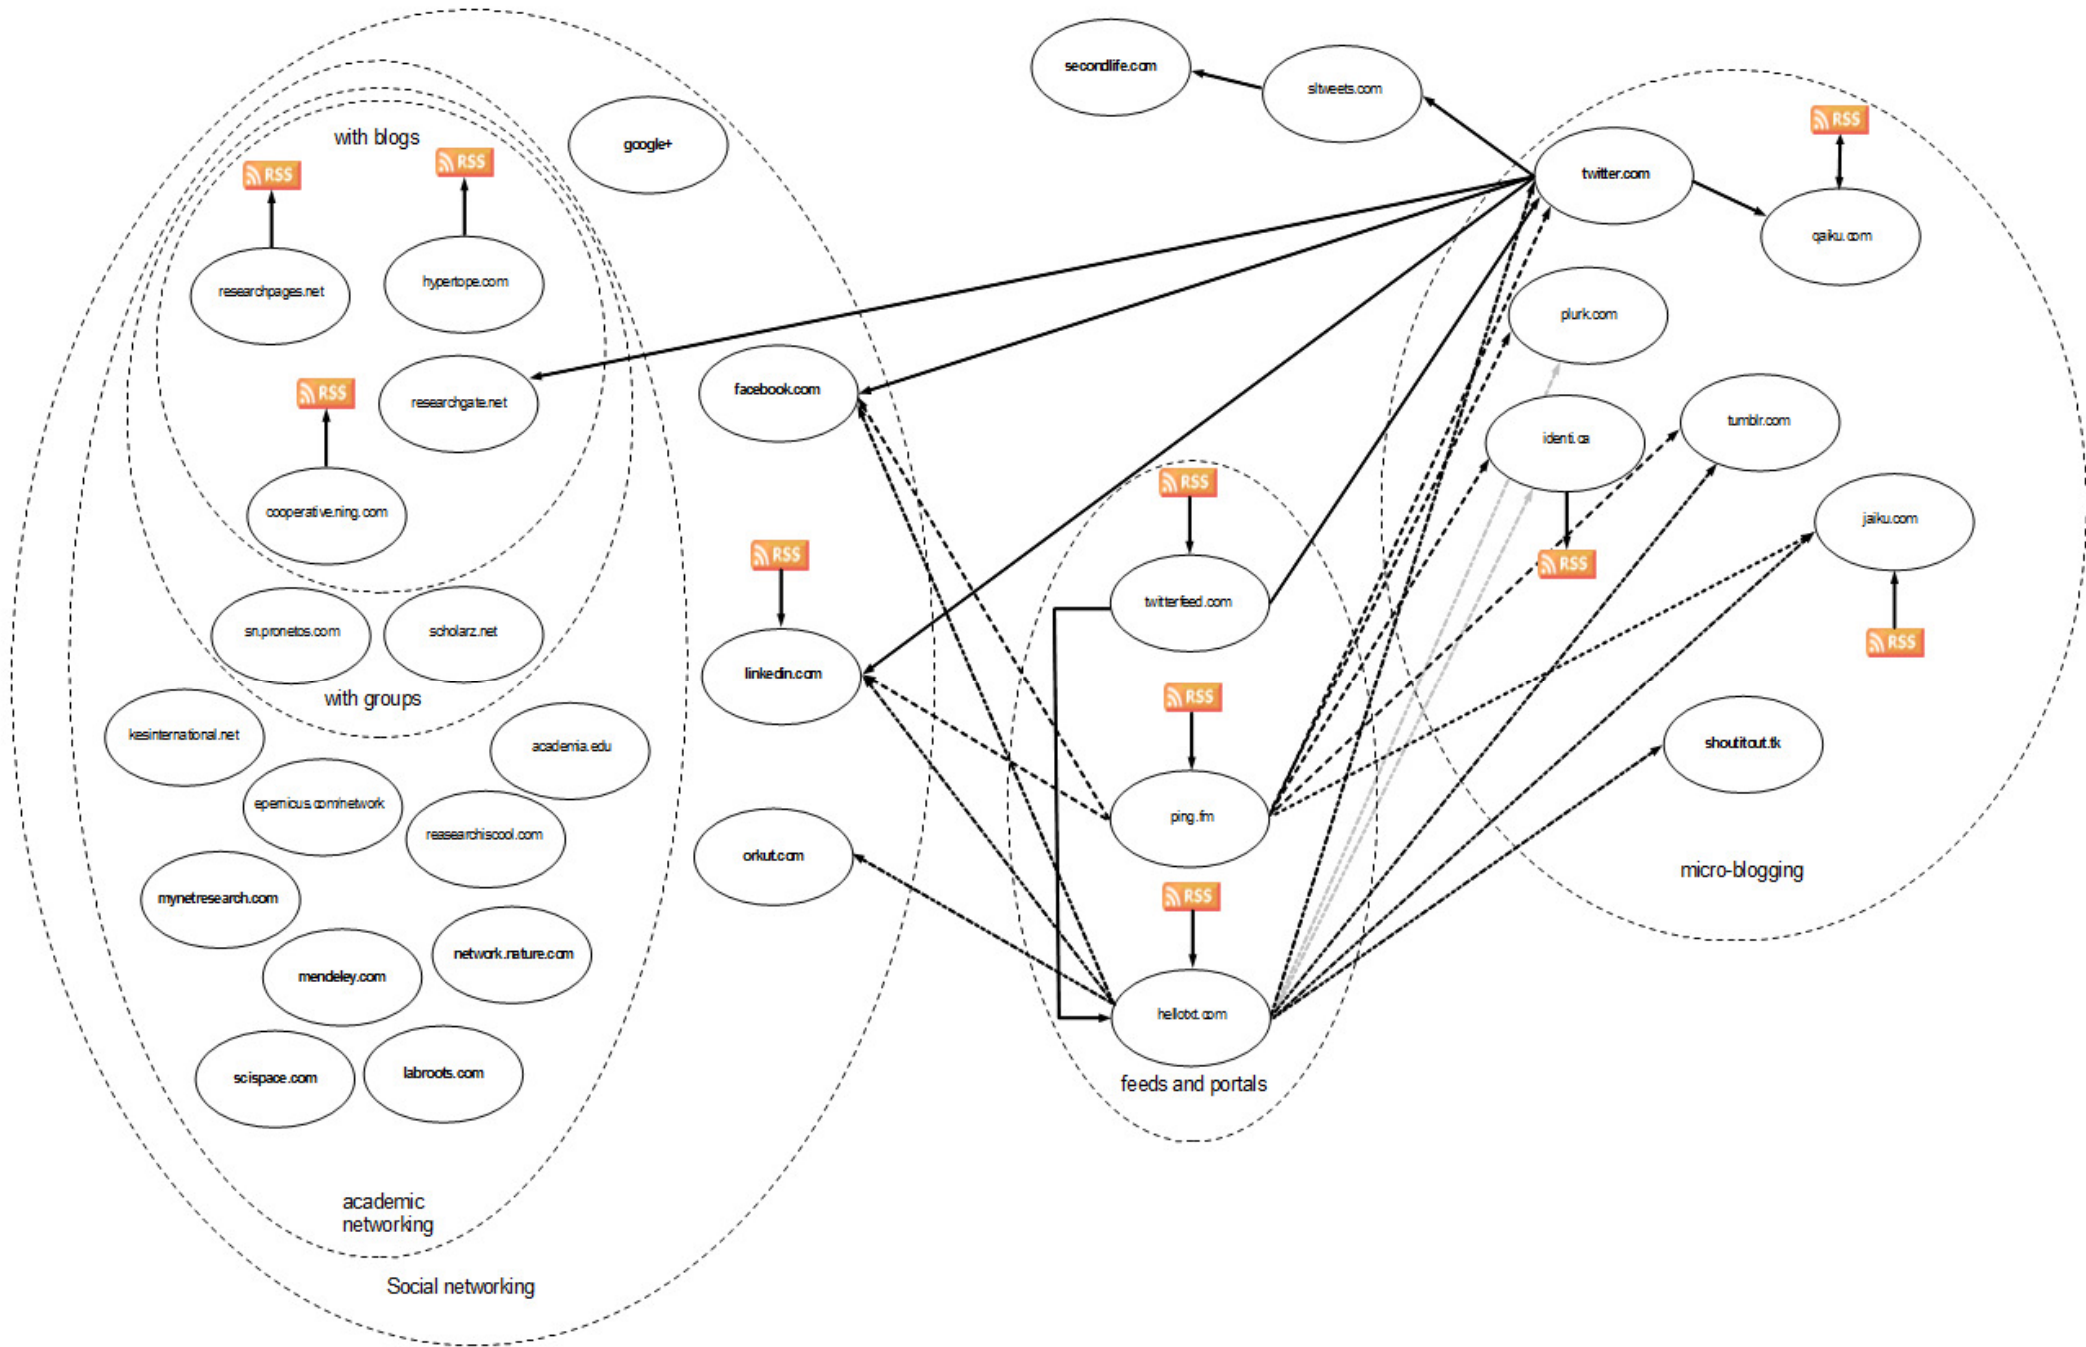 secondlife.com
sltweets.com
with blogs
RSS
RSS
google+
RSS
twitter.com
qaiku.com
researchpages.net
hypertope.com
plurk.com
RSS
researchgate.net
facebook.com
identi.ca
tumblr.com
cooperative.ning.com
RSS
jaiku.com
RSS
RSS
sn.pronetos.com
scholarz.net
twitterfeed.com
RSS
with groups
linkedin.com
RSS
kesinternational.net
academia.edu
shoutitout.tk
epernicus.com/network
reasearchiscool.com
ping.fm
orkut.com
micro-blogging
mynetresearch.com
RSS
network.nature.com
mendeley.com
hellotxt.com
scispace.com
labroots.com
feeds and portals
academic
networking
Social networking